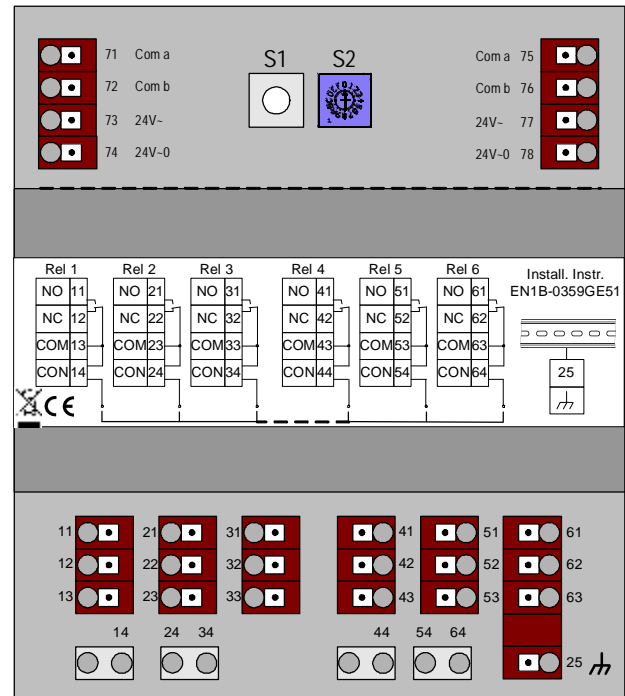 71 Com a S1 S2 Com a 75
72 Com b Com b 76
73 24V~ 24V~ 77
74 24V~0 24V~0 78
Rel 1 Rel 2 Rel 3 Rel 4 Rel 5 Rel 6 Install. Instr.
NO 11 NO 21 NO 31 NO 41 NO 51 NO 61 EN1B-0359GE51
NC 12 NC 22 NC 32 NC 42 NC 52 NC 62
COM 13 COM 23 COM 33 COM 43 COM 53 COM 63
CON 14 CON 24 CON 34 CON 44 CON 54 CON 64 25
CE
11 21 31 41 51 61
12 22 32 42 52 62
13 23 33 43 53 63
14 24 34 44 54 64
25